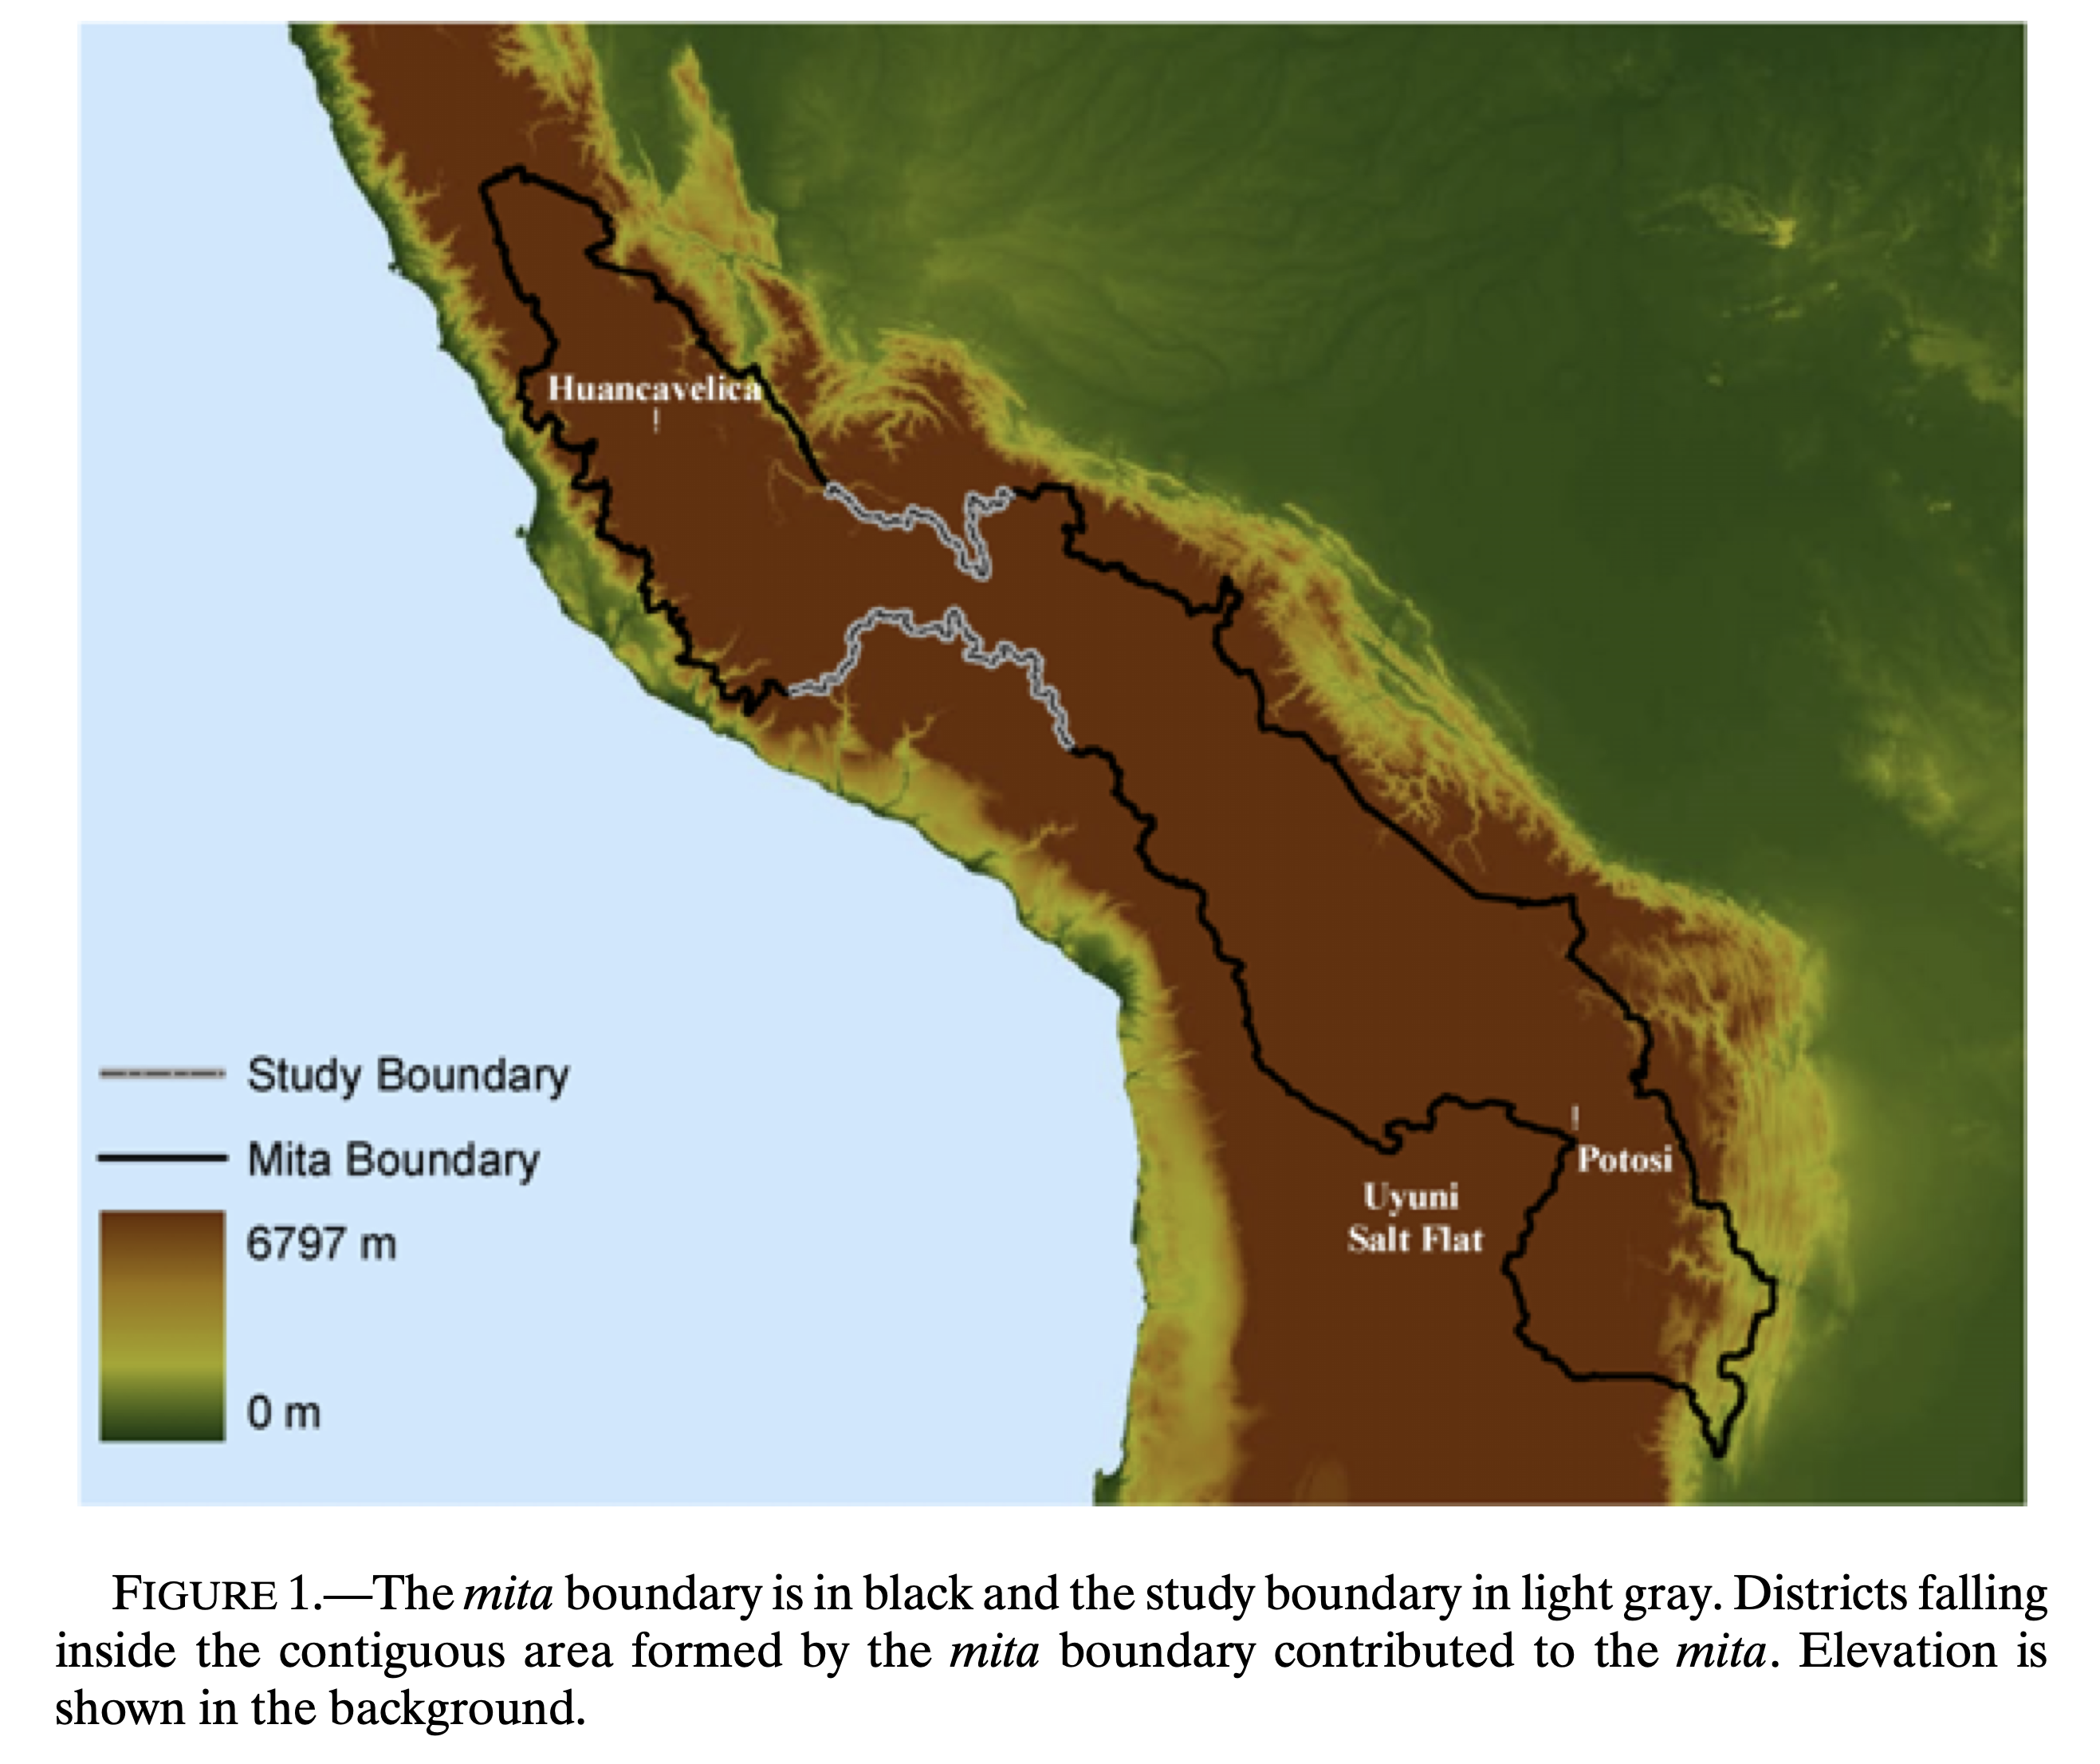 Huancavelica
Study Boundary
Mita Boundary
6797 m
0 m
Potosi
Uyuni
Salt Flat
FIGURE 1.—The mita boundary is in black and the study boundary in light gray. Districts falling
inside the contiguous area formed by the mita boundary contributed to the mita. Elevation is
shown in the background.